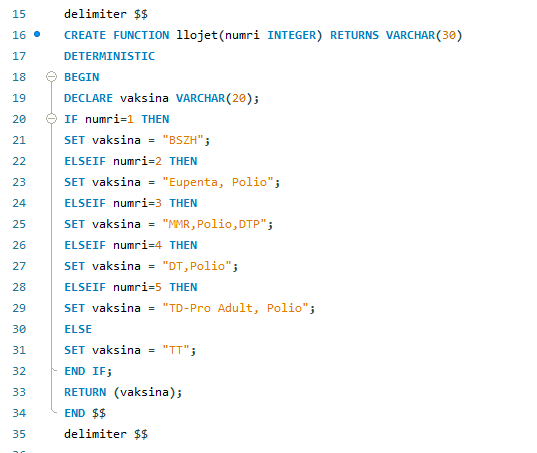 15 delimiter $$
16 CREATE FUNCTION llojet(numri INTEGER) RETURNS VARCHAR(30)
17 DETERMINISTIC
18 BEGIN
19 DECLARE vaksina VARCHAR(20);
20 IF numri=1 THEN
21 SET vaksina = "BSZH";
22 ELSEIF numri=2 THEN
23 SET vaksina = "Eupenta, Polio";
24 ELSEIF numri=3 THEN
25 SET vaksina = "MMR,Polio,DTP";
26 ELSEIF numri=4 THEN
27 SET vaksina = "DT,Polio";
28 ELSEIF numri=5 THEN
29 SET vaksina = "TD-Pro Adult, Polio";
30 ELSE
31 SET vaksina = "TT";
32 END IF;
33 RETURN (vaksina);
34 END $$
35 delimiter $$